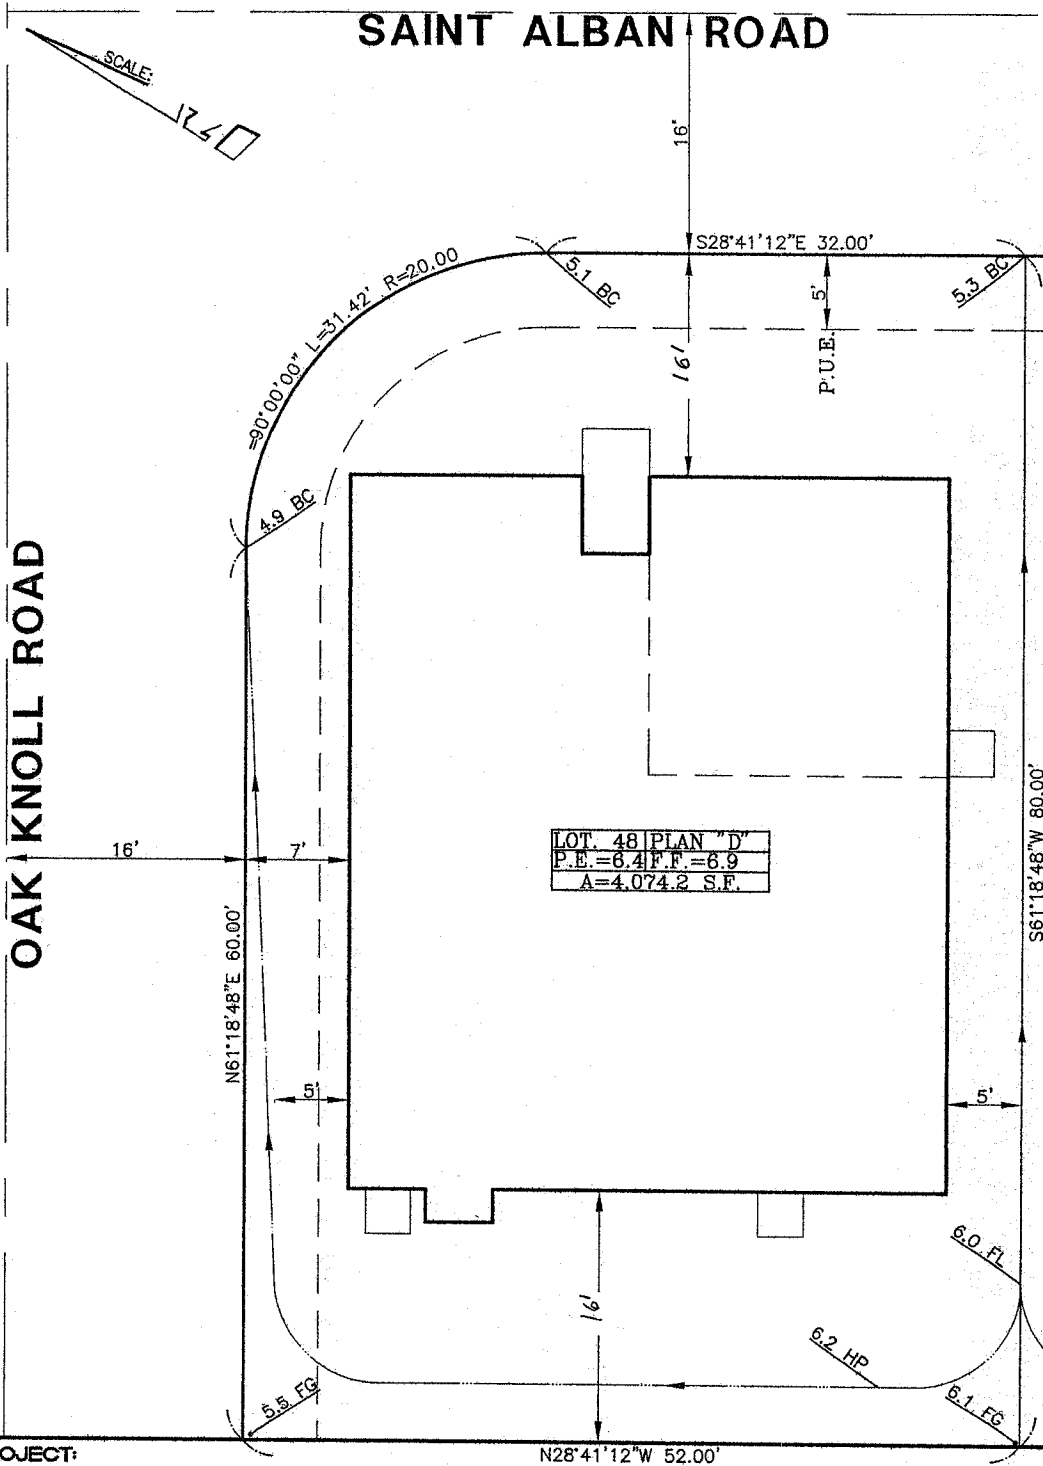 SAINT ALBAN ROAD
SCALE:
16'
S28°41'12"E 32.00'
5.1 BC
5.3 BC
5'
P.U.E.
16'
=90°00'00" L=31.42' R=20.00
4.9 BC
OAK KNOLL ROAD
16'
7'
LOT. 48 PLAN "D"
P.E.=6.4 F.F.=6.9
A=4,074.2 S.F.
S61°18'48"W 80.00'
N61°18'48"E 60.00'
5'
5'
6.0 FL
16'
6.2 HP
5.5 FG
6.1 FG
N28°41'12"W 52.00'
OJECT: